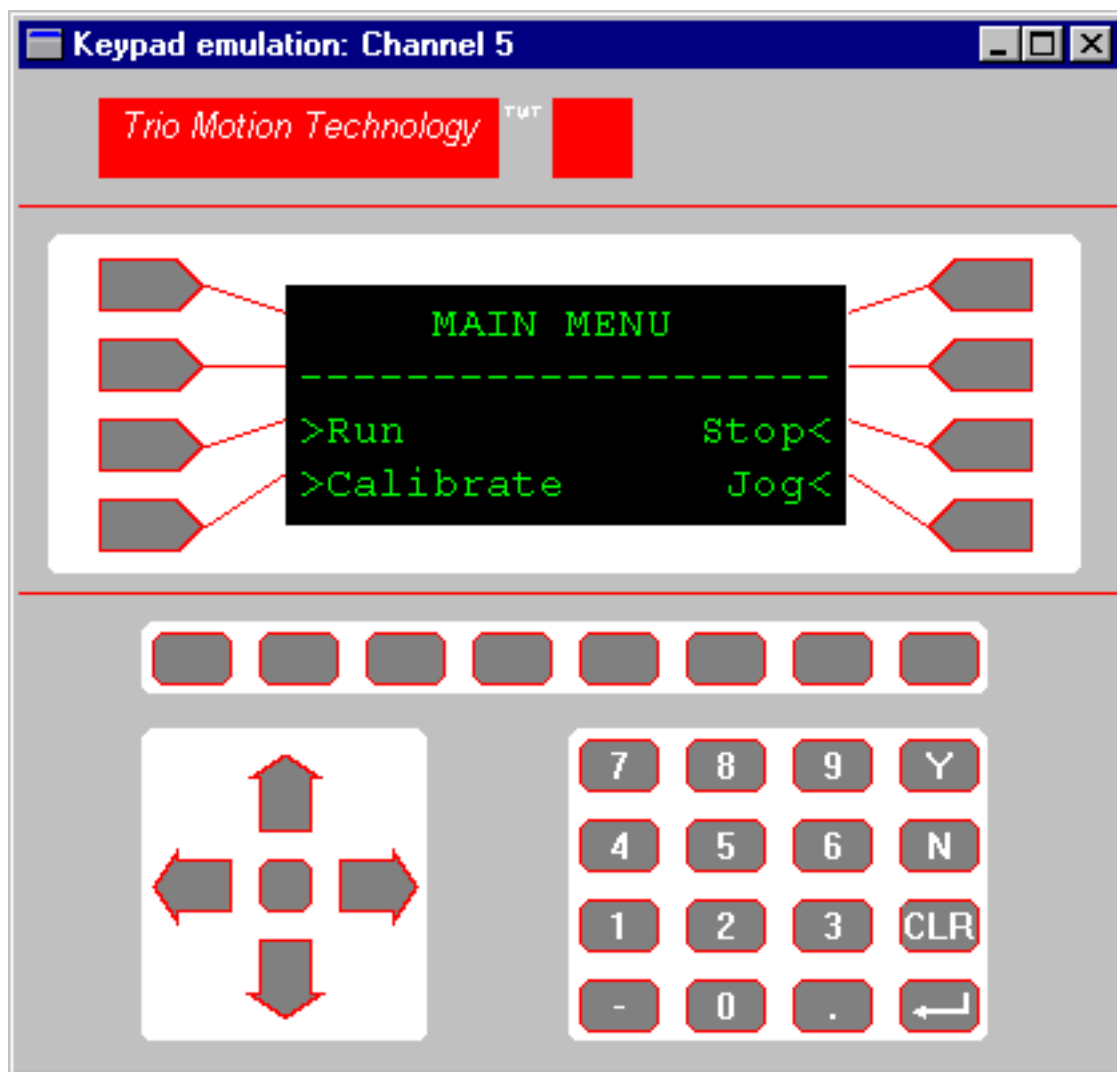 Keypad emulation: Channel 5
Trio Motion Technology
TMT
MAIN MENU
--------------------
>Run Stop<
>Calibrate Jog<
7 8 9 Y
4 5 6 N
1 2 3 CLR
- 0 .